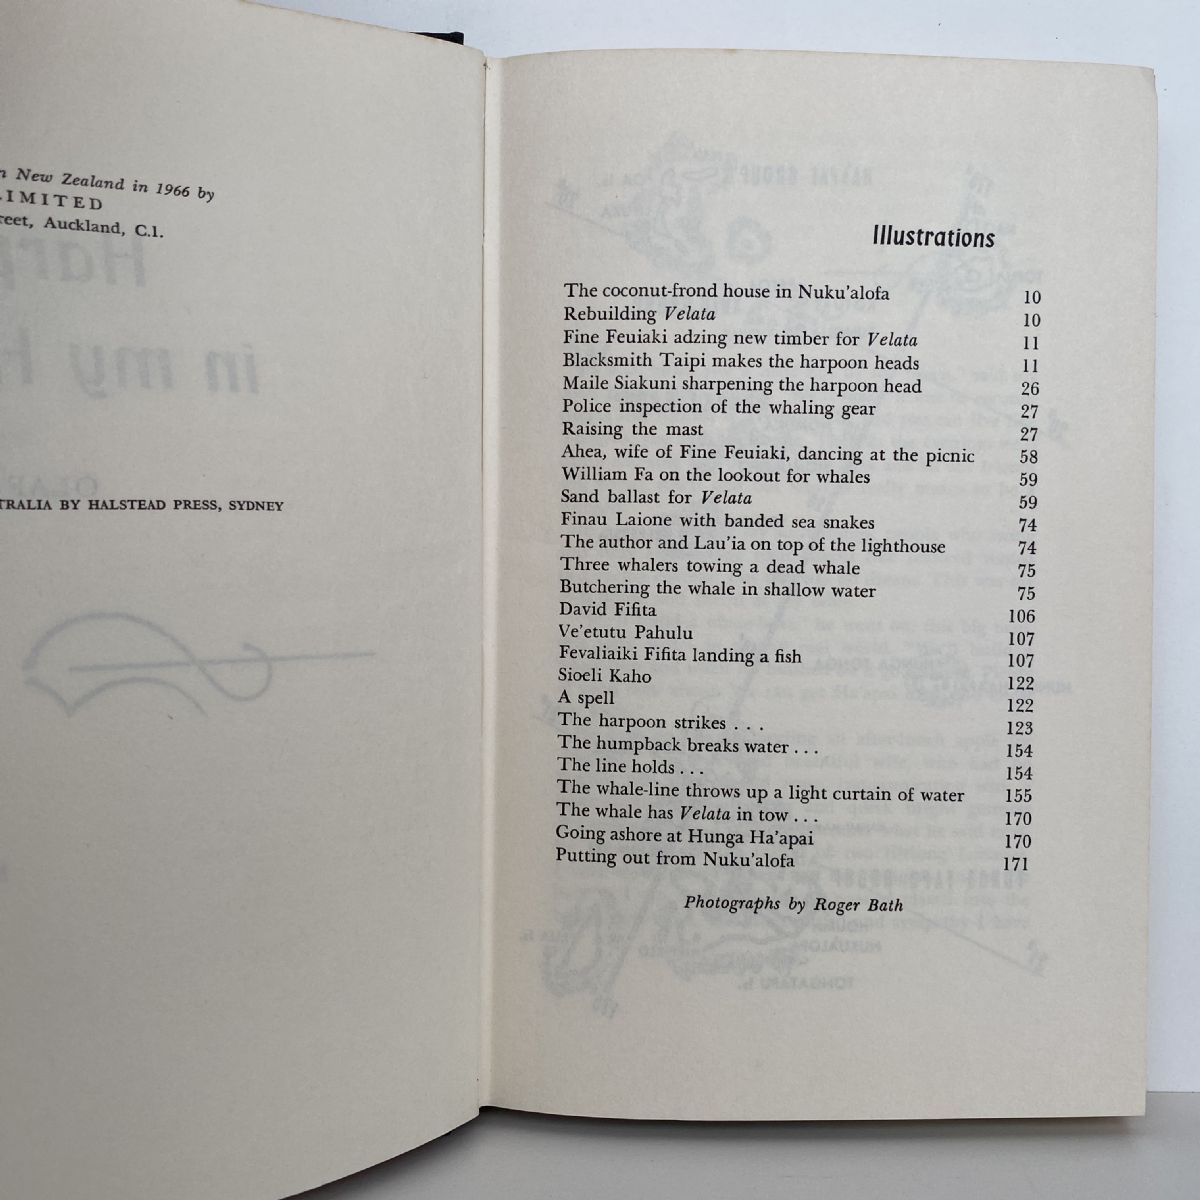 n New Zealand in 1966 by
LIMITED
reet, Auckland, C.1.
TRALIA BY HALSTEAD PRESS, SYDNEY
Illustrations
The coconut-frond house in Nuku'alofa 10
Rebuilding Velata 10
Fine Feuiaki adzing new timber for Velata 11
Blacksmith Taipi makes the harpoon heads 11
Maile Siakuni sharpening the harpoon head 26
Police inspection of the whaling gear 27
Raising the mast 27
Ahea, wife of Fine Feuiaki, dancing at the picnic 58
William Fa on the lookout for whales 59
Sand ballast for Velata 59
Finau Laione with banded sea snakes 74
The author and Lau'ia on top of the lighthouse 74
Three whalers towing a dead whale 75
Butchering the whale in shallow water 75
David Fifita 106
Ve'etutu Pahulu 107
Fevaliaiki Fifita landing a fish 107
Sioeli Kaho 122
A spell 122
The harpoon strikes . . . 123
The humpback breaks water . . . 154
The line holds . . . 154
The whale-line throws up a light curtain of water 155
The whale has Velata in tow . . . 170
Going ashore at Hunga Ha'apai 170
Putting out from Nuku'alofa 171
Photographs by Roger Bath